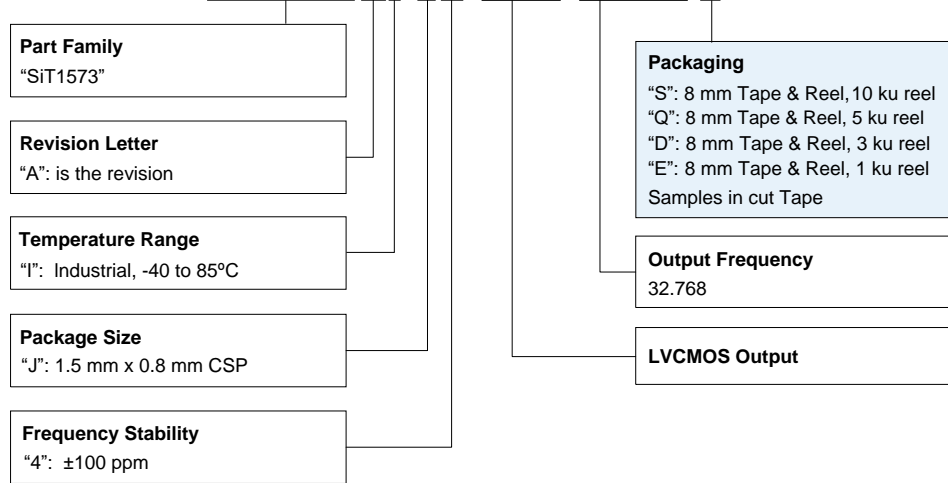 Part Family
“SiT1573”
Revision Letter
“A”: is the revision
Temperature Range
“I”: Industrial, -40 to 85ºC
Package Size
“J”: 1.5 mm x 0.8 mm CSP
Frequency Stability
“4”: ±100 ppm
Packaging
“S”: 8 mm Tape & Reel, 10 ku reel
“Q”: 8 mm Tape & Reel, 5 ku reel
“D”: 8 mm Tape & Reel, 3 ku reel
“E”: 8 mm Tape & Reel, 1 ku reel
Samples in cut Tape
Output Frequency
32.768
LVCMOS Output